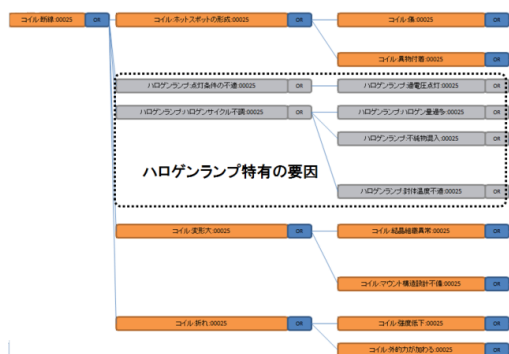 コイル:断線:00025 OR コイル:ホットスポットの形成:00025 OR コイル:傷:00025 OR
コイル:異物付着:00025 OR
ハロゲンランプ:点灯条件の不適:00025 OR ハロゲンランプ:過電圧点灯:00025 OR
ハロゲンランプ:ハロゲンサイクル不調:00025 OR ハロゲンランプ:ハロゲン量過多:00025 OR
ハロゲンランプ:不純物混入:00025 OR
ハロゲンランプ特有の要因
ハロゲンランプ:封体温度不適:00025 OR
コイル:変形大:00025 OR コイル:結晶組織異常:00025 OR
コイル:マウント構造設計不備:00025 OR
コイル:折れ:00025 OR コイル:強度低下:00025 OR
コイル:外的力が加わる:00025 OR